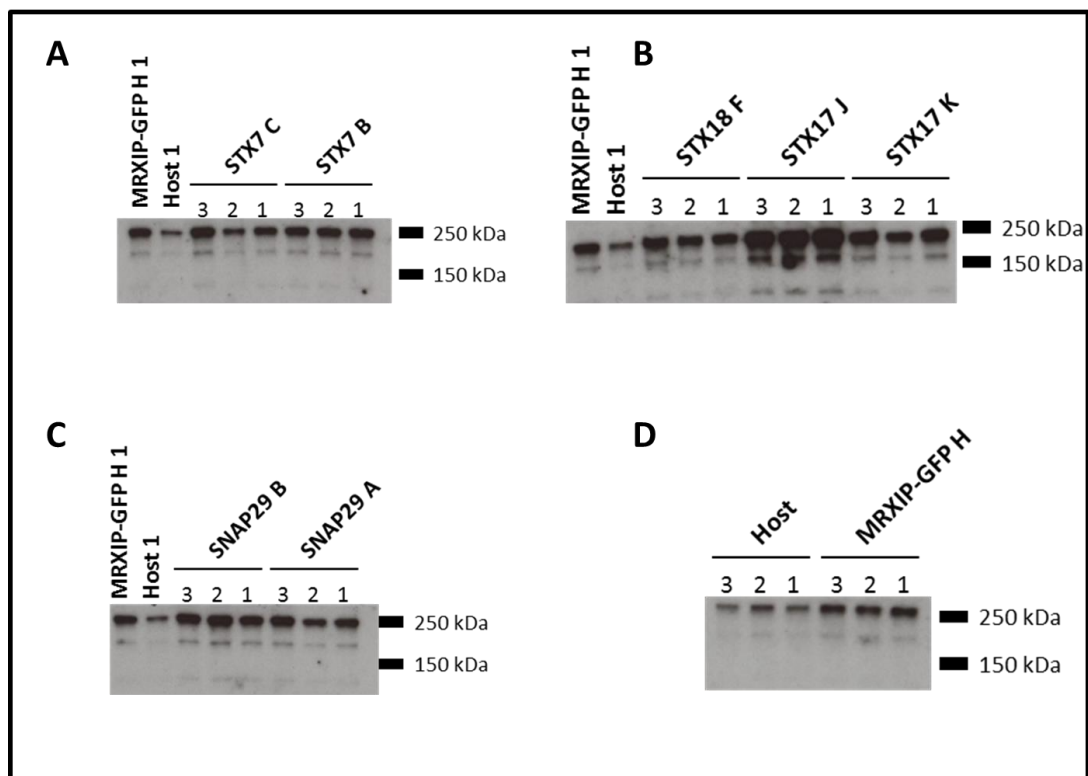 A
MRXIP-GFP H 1
Host 1
STX7 C
STX7 B
3 2 1 3 2 1
250 kDa
150 kDa
B
MRXIP-GFP H 1
Host 1
STX18 F
STX17 J
STX17 K
3 2 1 3 2 1 3 2 1
250 kDa
150 kDa
C
MRXIP-GFP H 1
Host 1
SNAP29 B
SNAP29 A
3 2 1 3 2 1
250 kDa
150 kDa
D
Host
MRXIP-GFP H
3 2 1 3 2 1
250 kDa
150 kDa